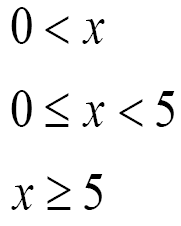 0 < x
0 ≤ x < 5
x ≥ 5